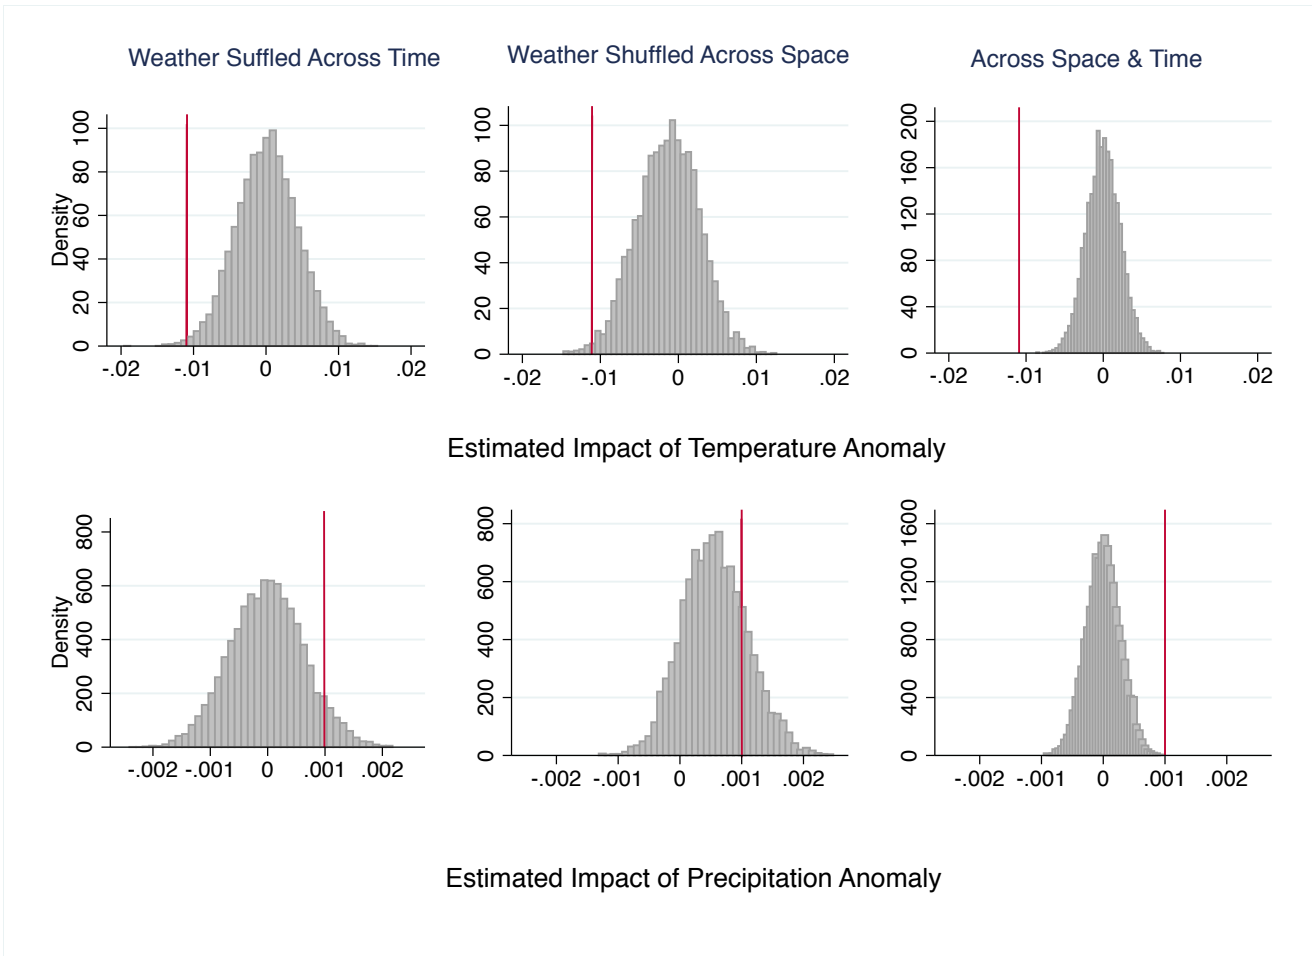 Weather Suffled Across Time
Weather Shuffled Across Space
Across Space & Time
Density
0 20 40 60 80 100
-.02 -.01 0 .01 .02
0 20 40 60 80 100
-.02 -.01 0 .01 .02
0 40 80 120 160 200
-.02 -.01 0 .01 .02
Estimated Impact of Temperature Anomaly
Density
0 200 400 600 800
-.002 -.001 0 .001 .002
0 200 400 600 800
-.002 -.001 0 .001 .002
0 400 800 1200 1600
-.002 -.001 0 .001 .002
Estimated Impact of Precipitation Anomaly